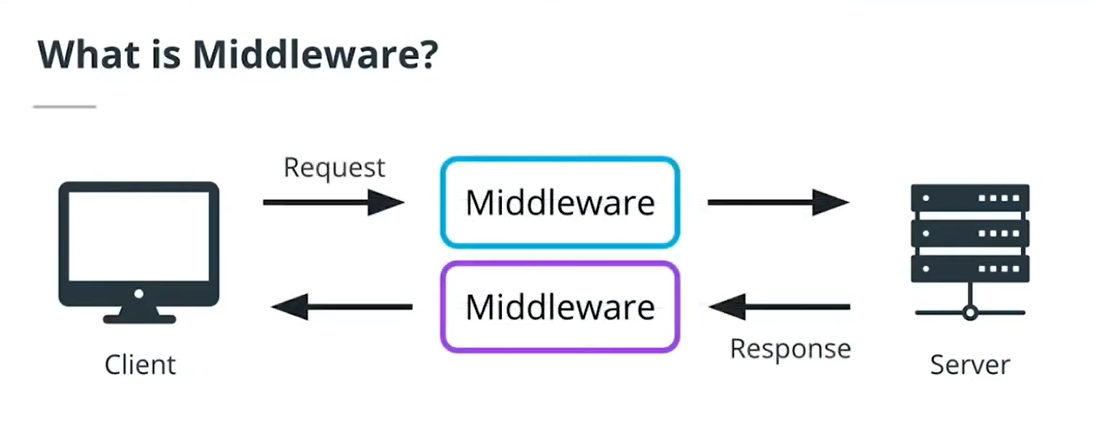 What is Middleware?
Request
Middleware
Middleware
Response
Client
Server